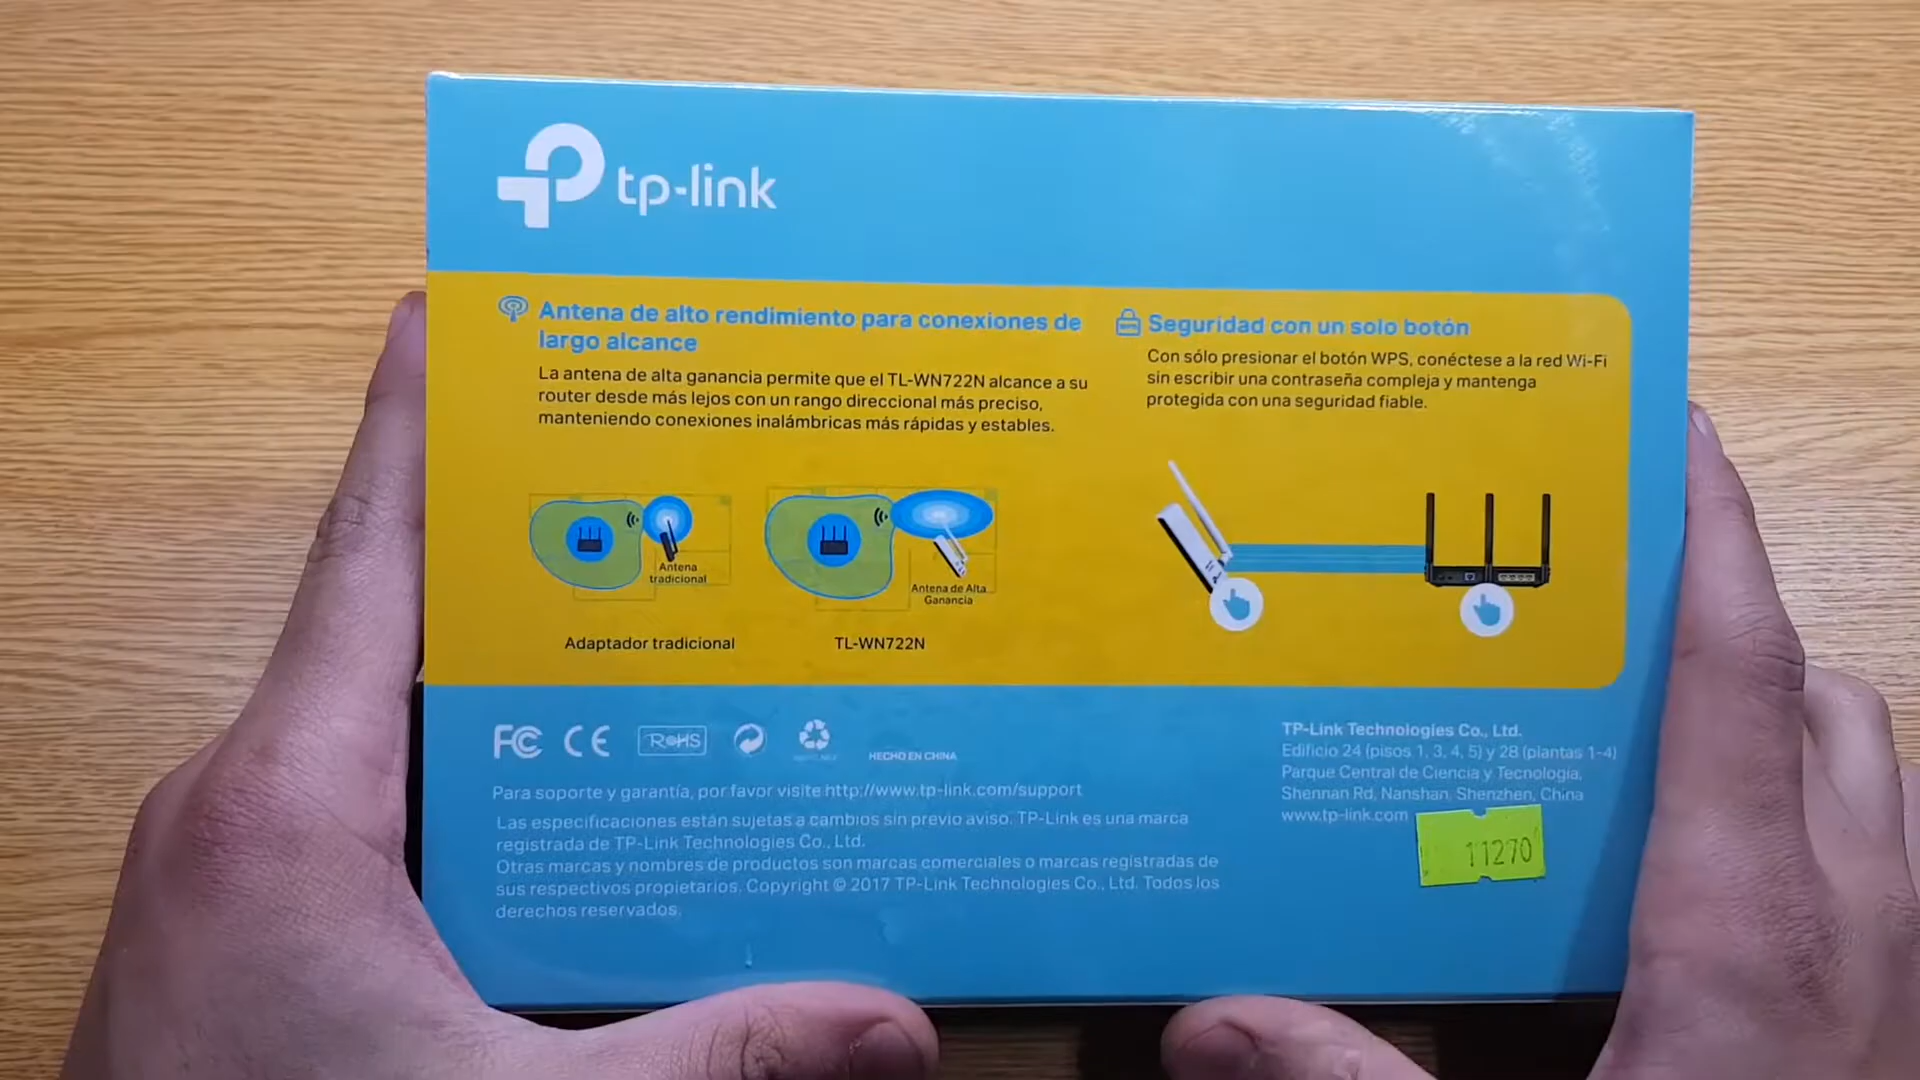 tp-link
Antena de alto rendimiento para conexiones de
largo alcance
La antena de alta ganancia permite que el TL-WN722N alcance a su
router desde más lejos con un rango direccional más preciso,
manteniendo conexiones inalámbricas más rápidas y estables.
Antena
tradicional
Antena de Alta
Ganancia
Adaptador tradicional
TL-WN722N
Seguridad con un solo botón
Con sólo presionar el botón WPS, conéctese a la red Wi-Fi
sin escribir una contraseña compleja y mantenga
protegida con una seguridad fiable.
FC CE RoHS
HECHO EN CHINA
Para soporte y garantía, por favor visite http://www.tp-link.com/support
Las especificaciones están sujetas a cambios sin previo aviso. TP-Link es una marca
registrada de TP-Link Technologies Co., Ltd.
Otras marcas y nombres de productos son marcas comerciales o marcas registradas de
sus respectivos propietarios. Copyright © 2017 TP-Link Technologies Co., Ltd. Todos los
derechos reservados.
TP-Link Technologies Co., Ltd.
Edificio 24 (pisos 1, 3, 4, 5) y 28 (plantas 1-4)
Parque Central de Ciencia y Tecnología,
Shennan Rd, Nanshan, Shenzhen, China
www.tp-link.com
11270